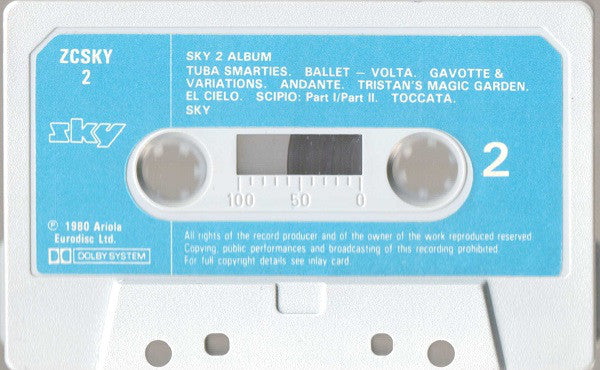 ZCSKY
2
SKY 2 ALBUM
TUBA SMARTIES. BALLET – VOLTA. GAVOTTE &
VARIATIONS. ANDANTE. TRISTAN'S MAGIC GARDEN.
EL CIELO. SCIPIO: Part I/Part II. TOCCATA.
SKY
sky
2
100 50 0
℗ 1980 Ariola
Eurodisc Ltd.
DOLBY SYSTEM
All rights of the record producer and of the owner of the work reproduced reserved
Copying, public performances and broadcasting of this recording prohibited.
For full copyright details see inlay card.